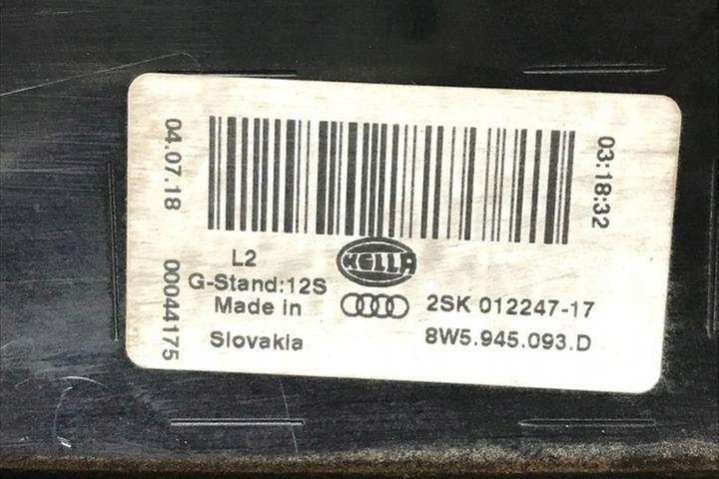 04.07.18
00044175
03:18:32
L2
G-Stand:12S
Made in
Slovakia
HELLA
2SK 012247-17
8W5.945.093.D